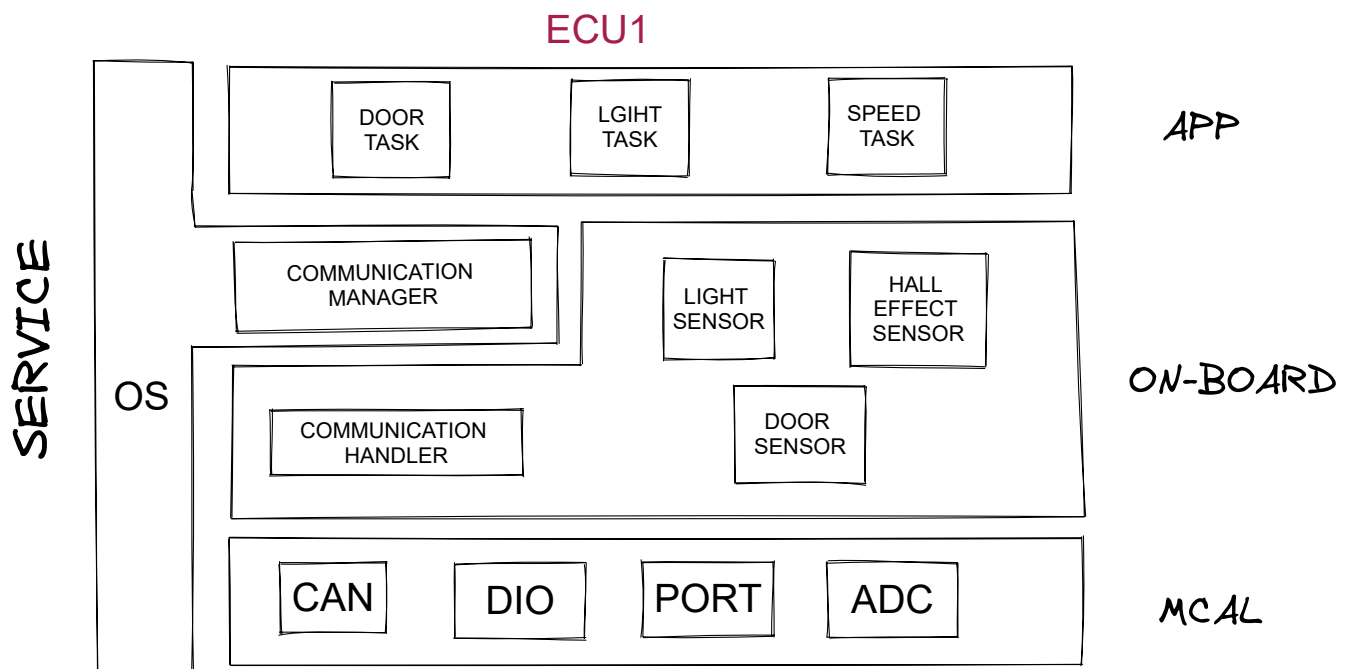 ECU1
DOOR
TASK
LGIHT
TASK
SPEED
TASK
APP
SERVICE
OS
COMMUNICATION
MANAGER
LIGHT
SENSOR
HALL
EFFECT
SENSOR
ON-BOARD
COMMUNICATION
HANDLER
DOOR
SENSOR
CAN
DIO
PORT
ADC
MCAL